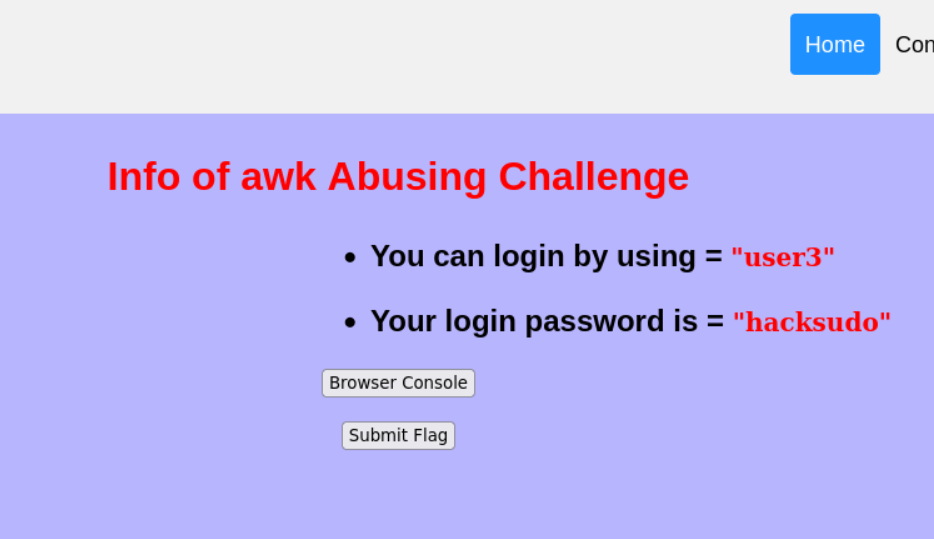 Home Con
Info of awk Abusing Challenge
You can login by using = "user3"
Your login password is = "hacksudo"
Browser Console
Submit Flag